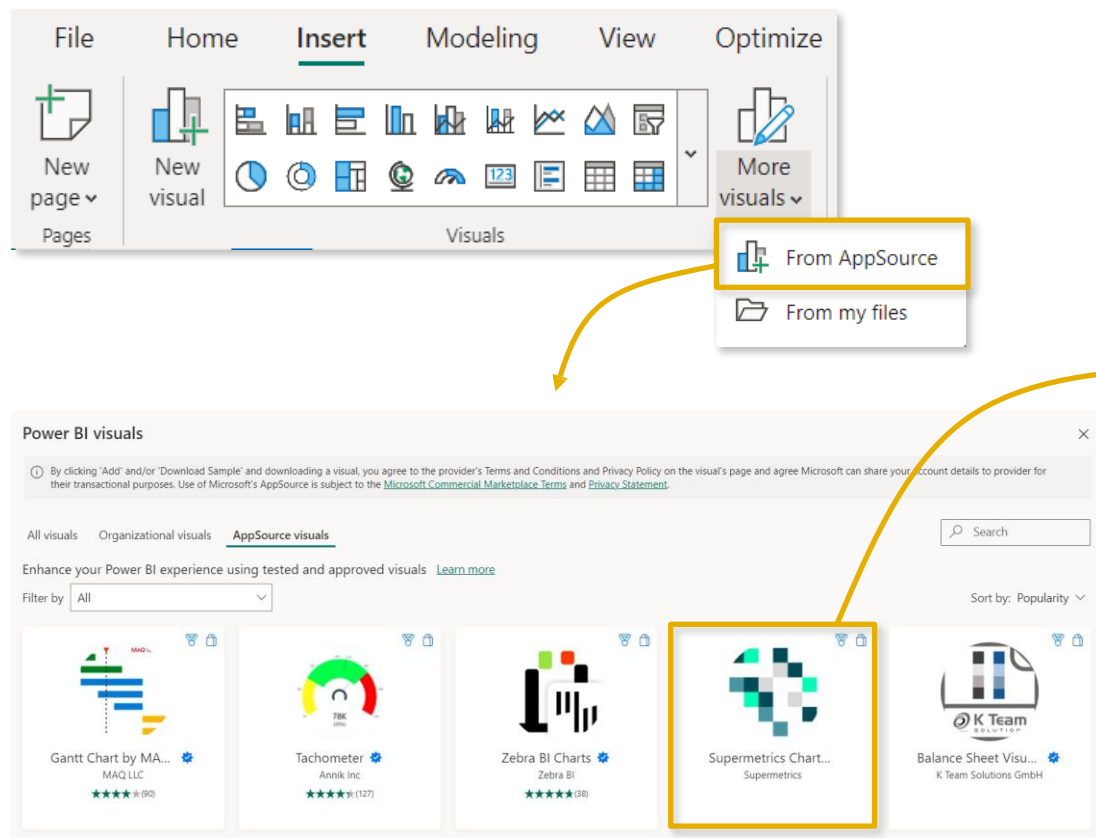 File Home Insert Modeling View Optimize
New page
New visual
123
More visuals
Pages
Visuals
From AppSource
From my files
Power BI visuals
By clicking 'Add' and/or 'Download Sample' and downloading a visual, you agree to the provider's Terms and Conditions and Privacy Policy on the visual's page and agree Microsoft can share your account details to provider for
their transactional purposes. Use of Microsoft's AppSource is subject to the Microsoft Commercial Marketplace Terms and Privacy Statement.
All visuals Organizational visuals AppSource visuals
Search
Enhance your Power BI experience using tested and approved visuals Learn more
Filter by All
Sort by: Popularity
MAQ
78K
K Team
SOLUTION
Gantt Chart by MA... Tachometer Zebra BI Charts Supermetrics Chart... Balance Sheet Visu...
MAQ LLC Annik Inc Zebra BI Supermetrics K Team Solutions GmbH
(90) (127) (38)